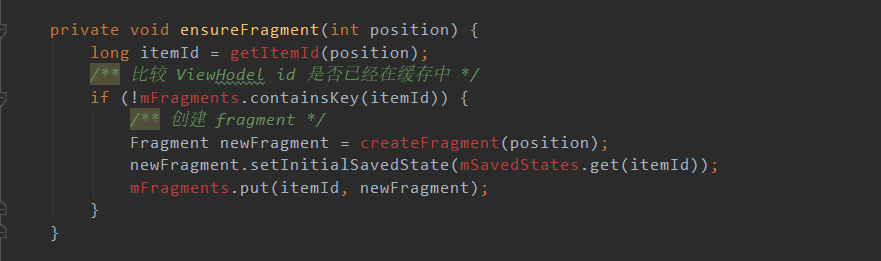 private void ensureFragment(int position) {
    long itemId = getItemId(position);
    /** 比较 ViewHodel id 是否已经在缓存中 */
    if (!mFragments.containsKey(itemId)) {
        /** 创建 fragment */
        Fragment newFragment = createFragment(position);
        newFragment.setInitialSavedState(mSavedStates.get(itemId));
        mFragments.put(itemId, newFragment);
    }
}